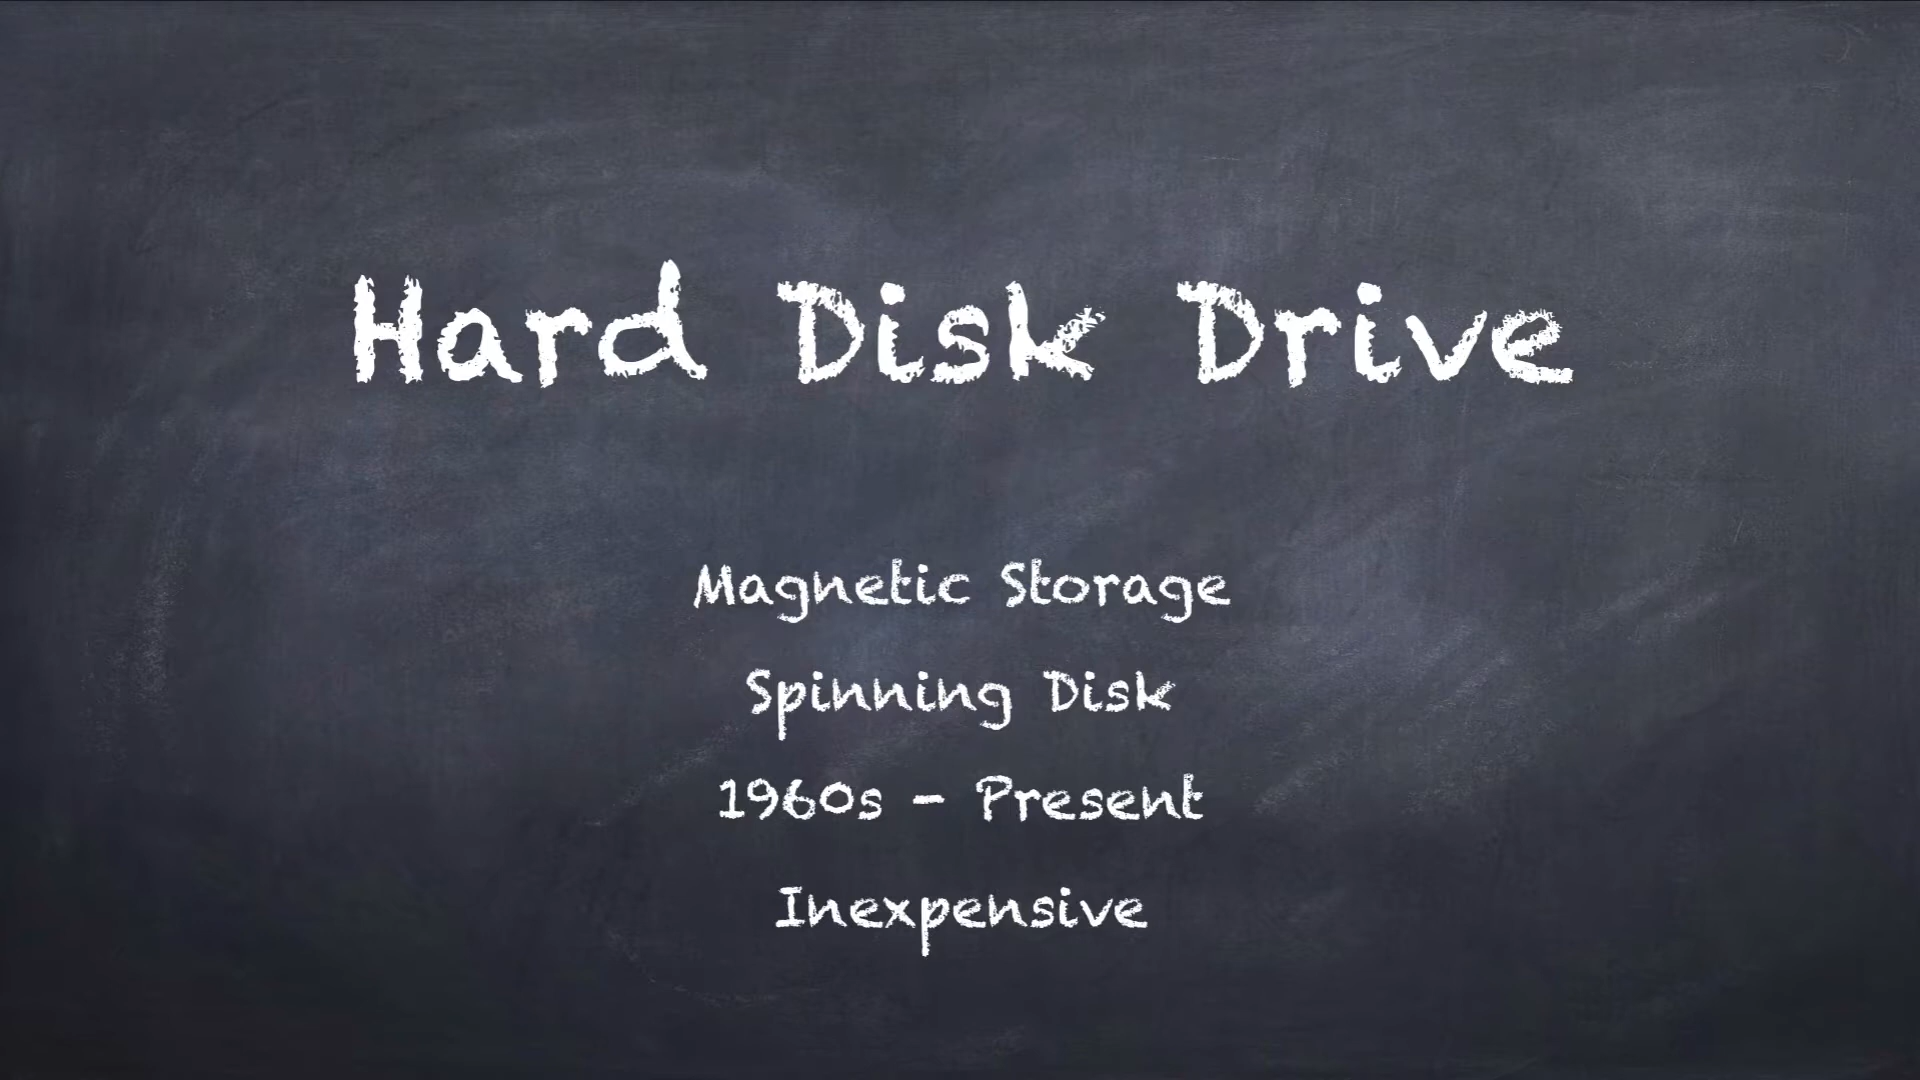 Hard Disk Drive
Magnetic Storage
Spinning Disk
1960s - Present
Inexpensive